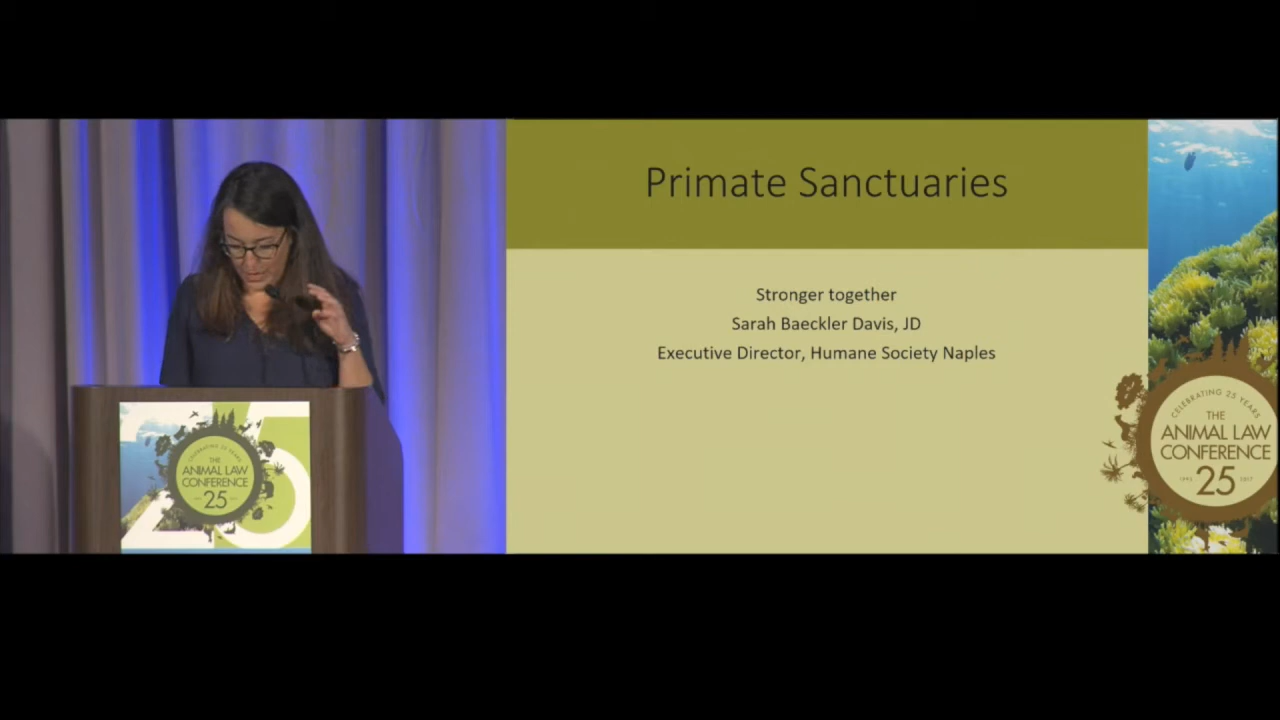 Primate Sanctuaries
Stronger together
Sarah Baeckler Davis, JD
Executive Director, Humane Society Naples
CELEBRATING 25 YEARS
THE
ANIMAL LAW
CONFERENCE
25
THE
ANIMAL LAW
CONFERENCE
25